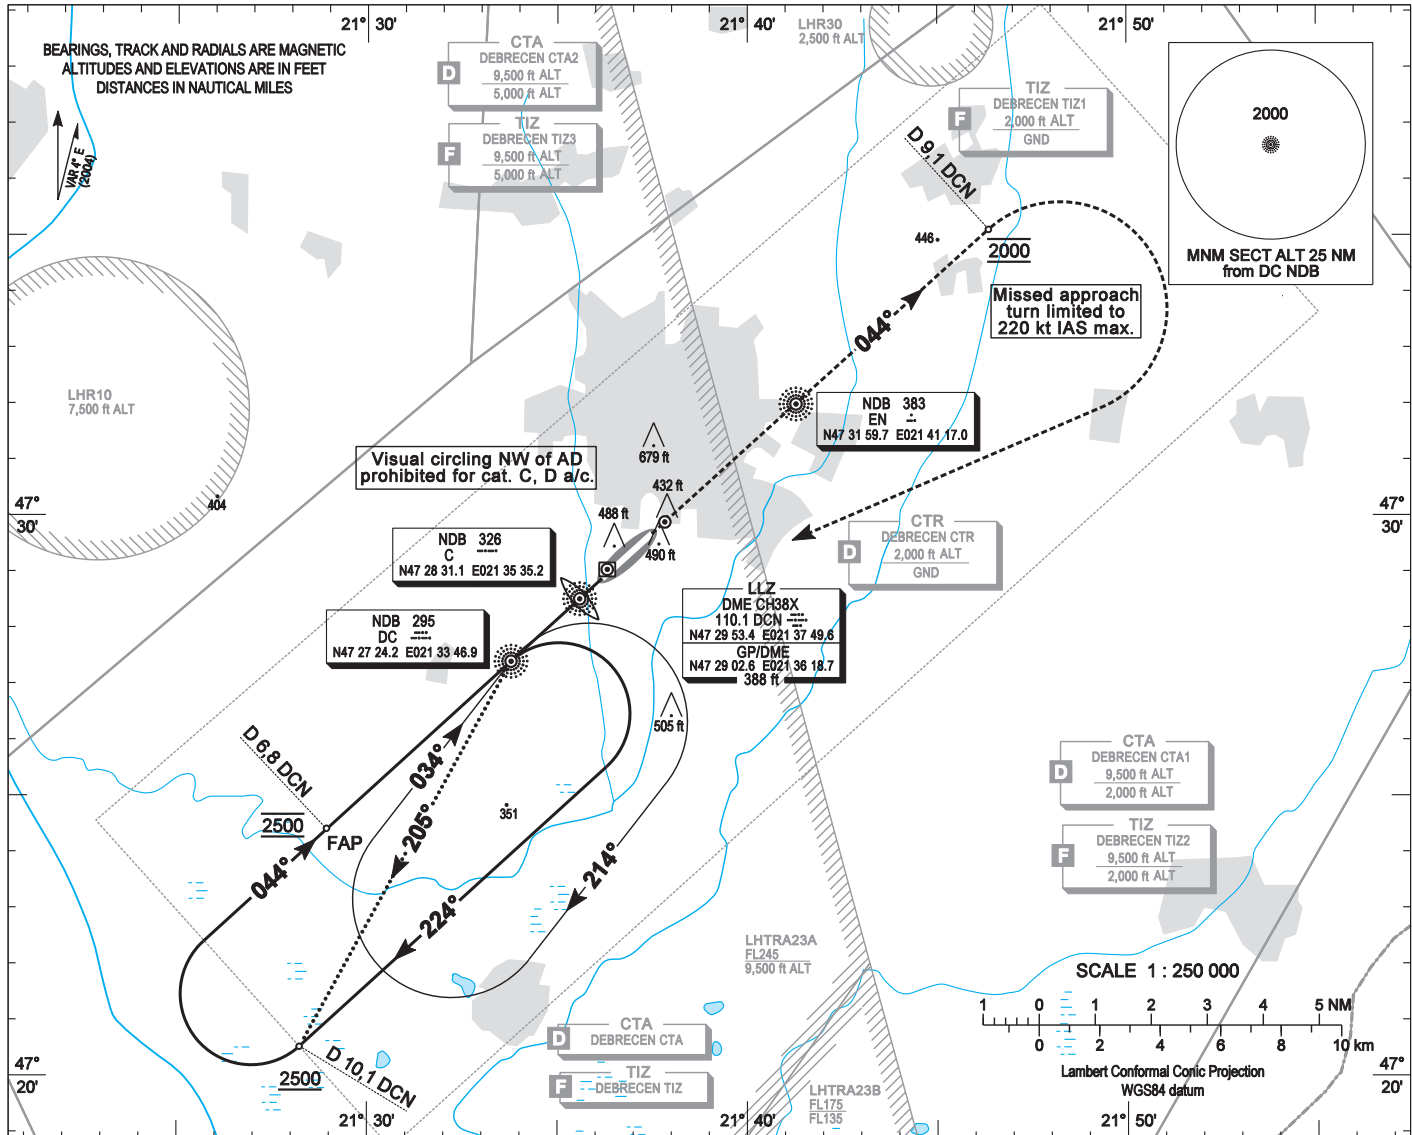 21° 30'
21° 40'
21° 50'
BEARINGS, TRACK AND RADIALS ARE MAGNETIC
ALTITUDES AND ELEVATIONS ARE IN FEET
DISTANCES IN NAUTICAL MILES
VAR 4° E
(2004)
CTA
D
DEBRECEN CTA2
9,500 ft ALT
5,000 ft ALT
TIZ
F
DEBRECEN TIZ3
9,500 ft ALT
5,000 ft ALT
LHR30
2,500 ft ALT
TIZ
F
DEBRECEN TIZ1
2,000 ft ALT
GND
2000
MNM SECT ALT 25 NM
from DC NDB
D 9,1 DCN
446
2000
Missed approach
turn limited to
220 kt IAS max.
044°
LHR10
7,500 ft ALT
404
NDB 383
EN
N47 31 59.7 E021 41 17.0
Visual circling NW of AD
prohibited for cat. C, D a/c.
679 ft
432 ft
488 ft
490 ft
47°
30'
47°
30'
CTR
D
DEBRECEN CTR
2,000 ft ALT
GND
NDB 326
C
N47 28 31.1 E021 35 35.2
NDB 295
DC
N47 27 24.2 E021 33 46.9
LLZ
DME CH38X
110.1 DCN
N47 29 53.4 E021 37 49.6
GP/DME
N47 29 02.6 E021 36 18.7
388 ft
505 ft
D 6,8 DCN
2500
FAP
034°
205°
351
044°
224°
214°
CTA
D
DEBRECEN CTA1
9,500 ft ALT
2,000 ft ALT
TIZ
F
DEBRECEN TIZ2
9,500 ft ALT
2,000 ft ALT
LHTRA23A
FL245
9,500 ft ALT
SCALE 1 : 250 000
1 0 1 2 3 4 5 NM
0 2 4 6 8 10 km
Lambert Conformal Conic Projection
WGS84 datum
CTA
D
DEBRECEN CTA
TIZ
F
DEBRECEN TIZ
LHTRA23B
FL175
FL135
2500
D 10,1 DCN
47°
20'
47°
20'
21° 30'
21° 40'
21° 50'